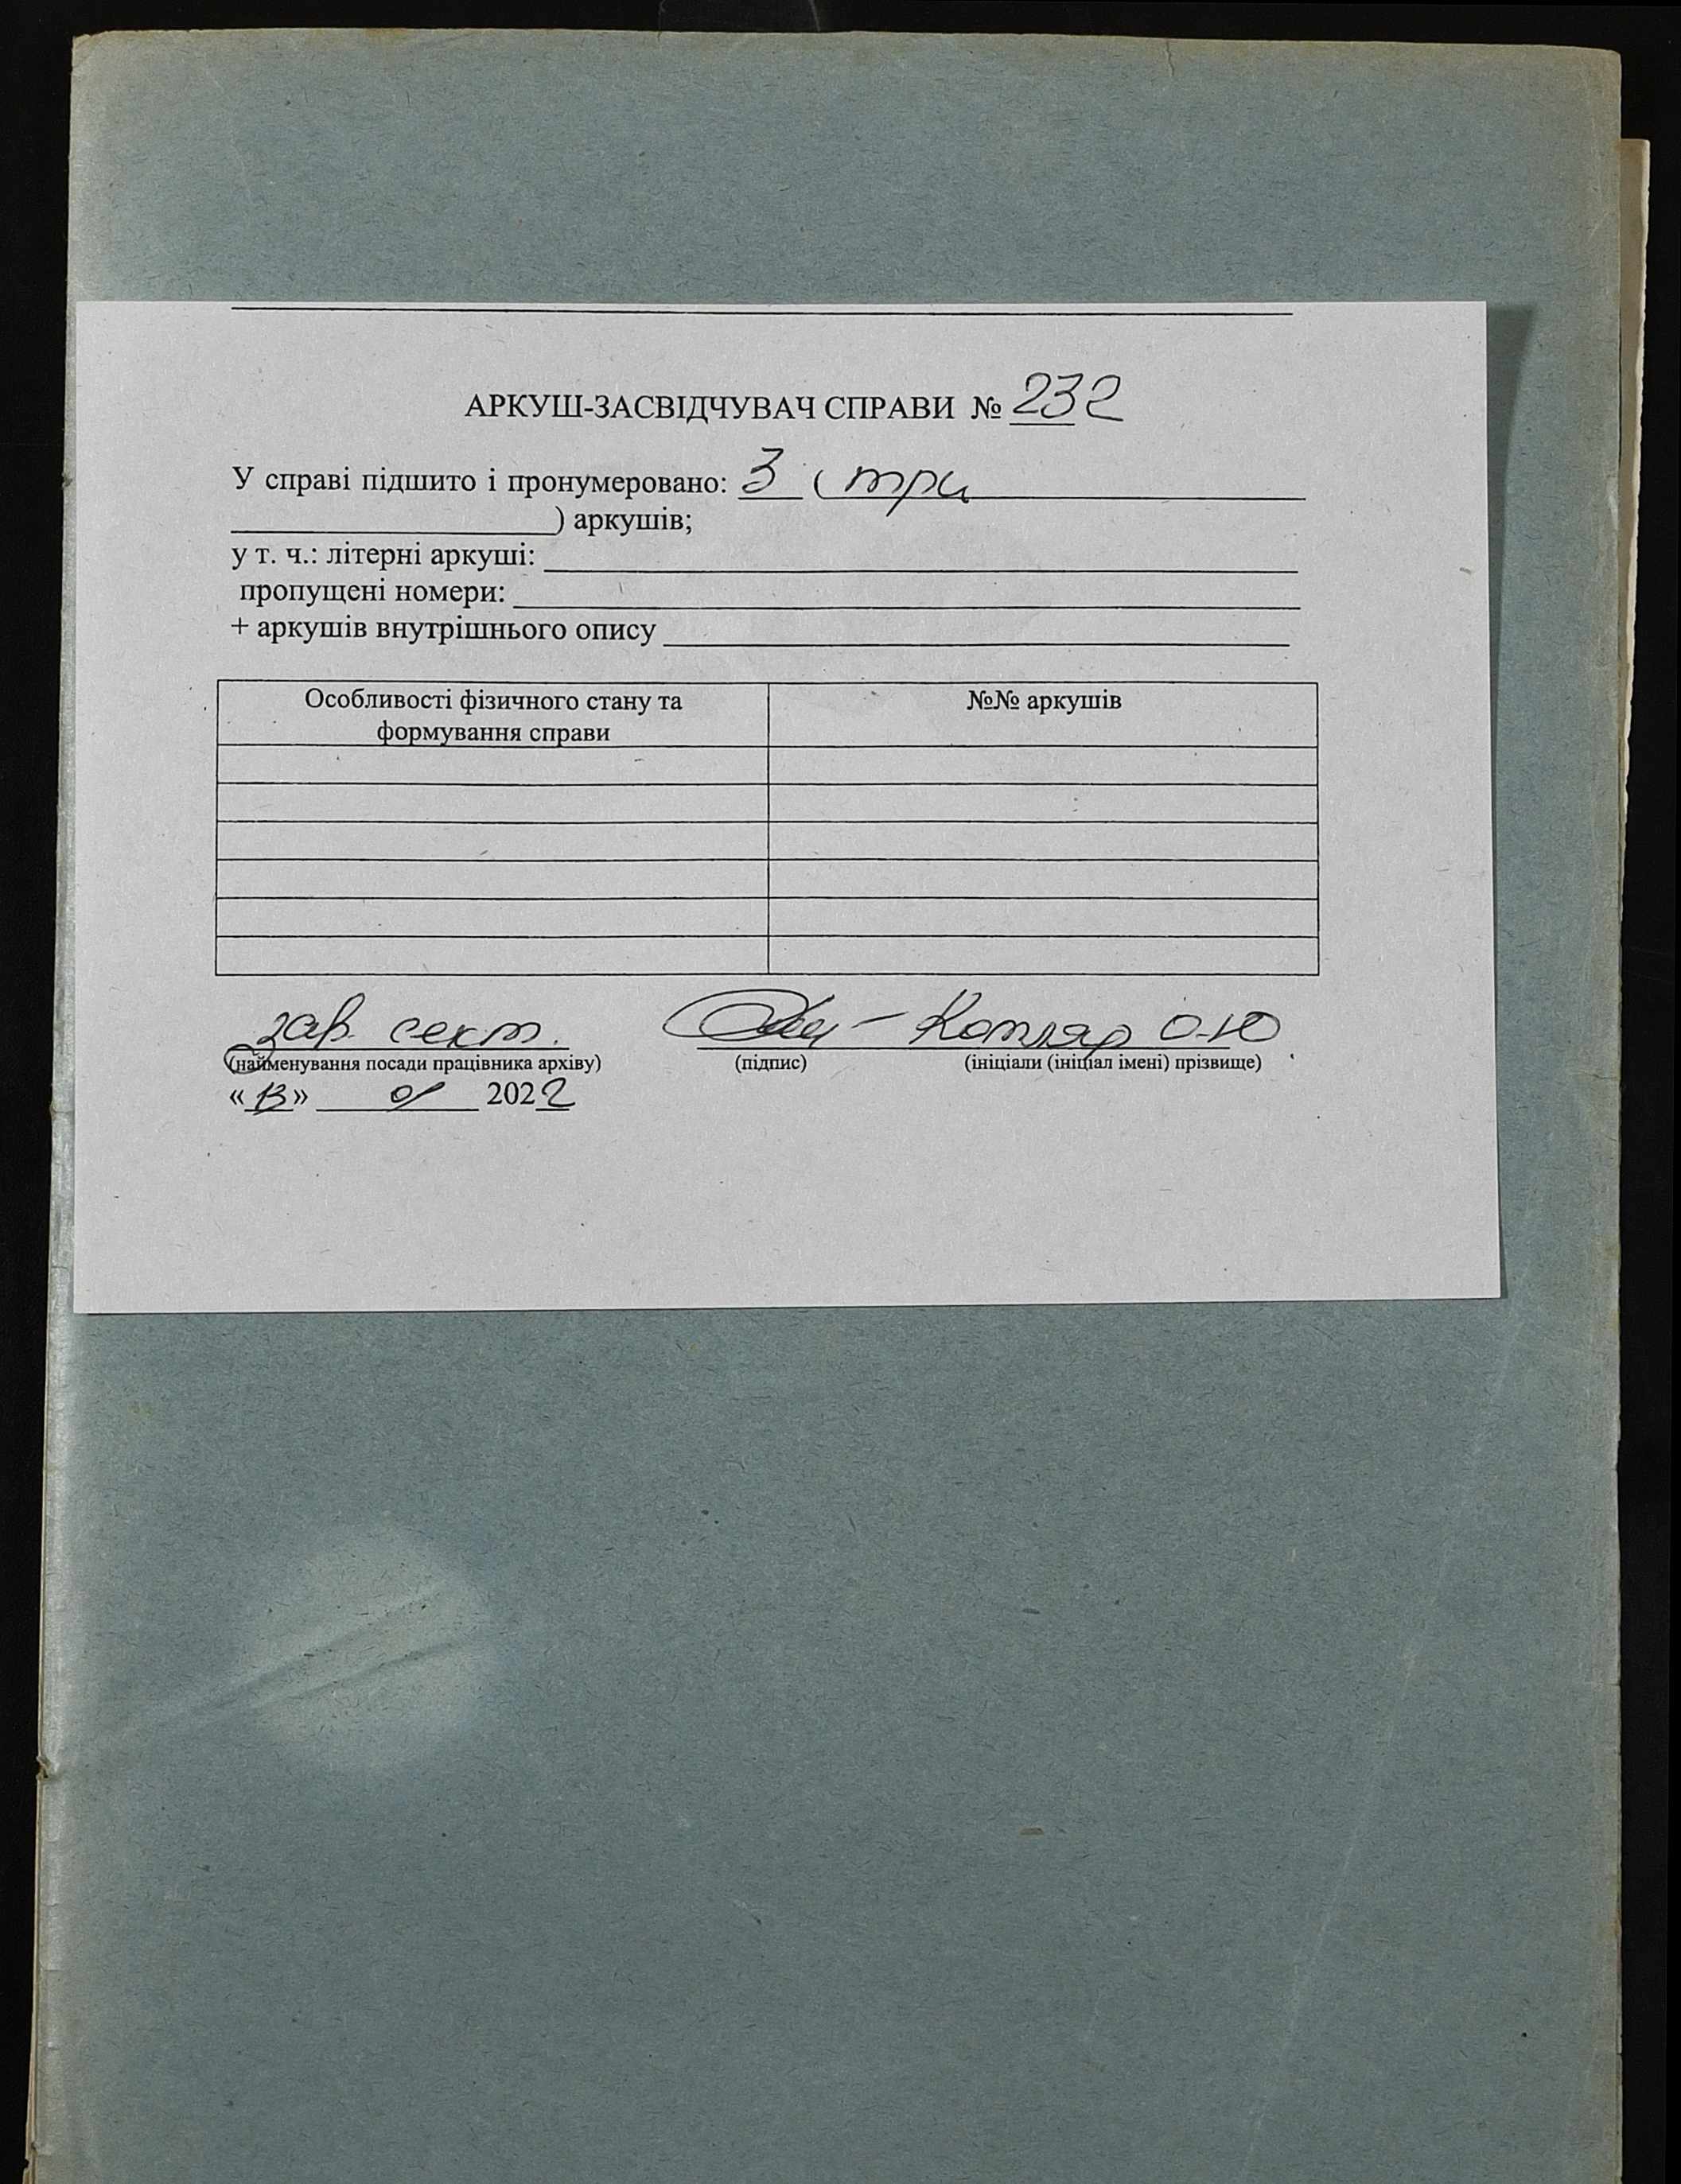 АРКУШ-ЗАСВІДЧУВАЧ СПРАВИ № 232
У справі підшито і пронумеровано: 3 ( три
) аркушів;
у т. ч.: літерні аркуші:
пропущені номери:
+ аркушів внутрішнього опису
Особливості фізичного стану та формування справи
№№ аркушів
зав. сект. Котляр О.Ю
(найменування посади працівника архіву) (підпис) (ініціали (ініціал імені) прізвище)
«13» 01 2022